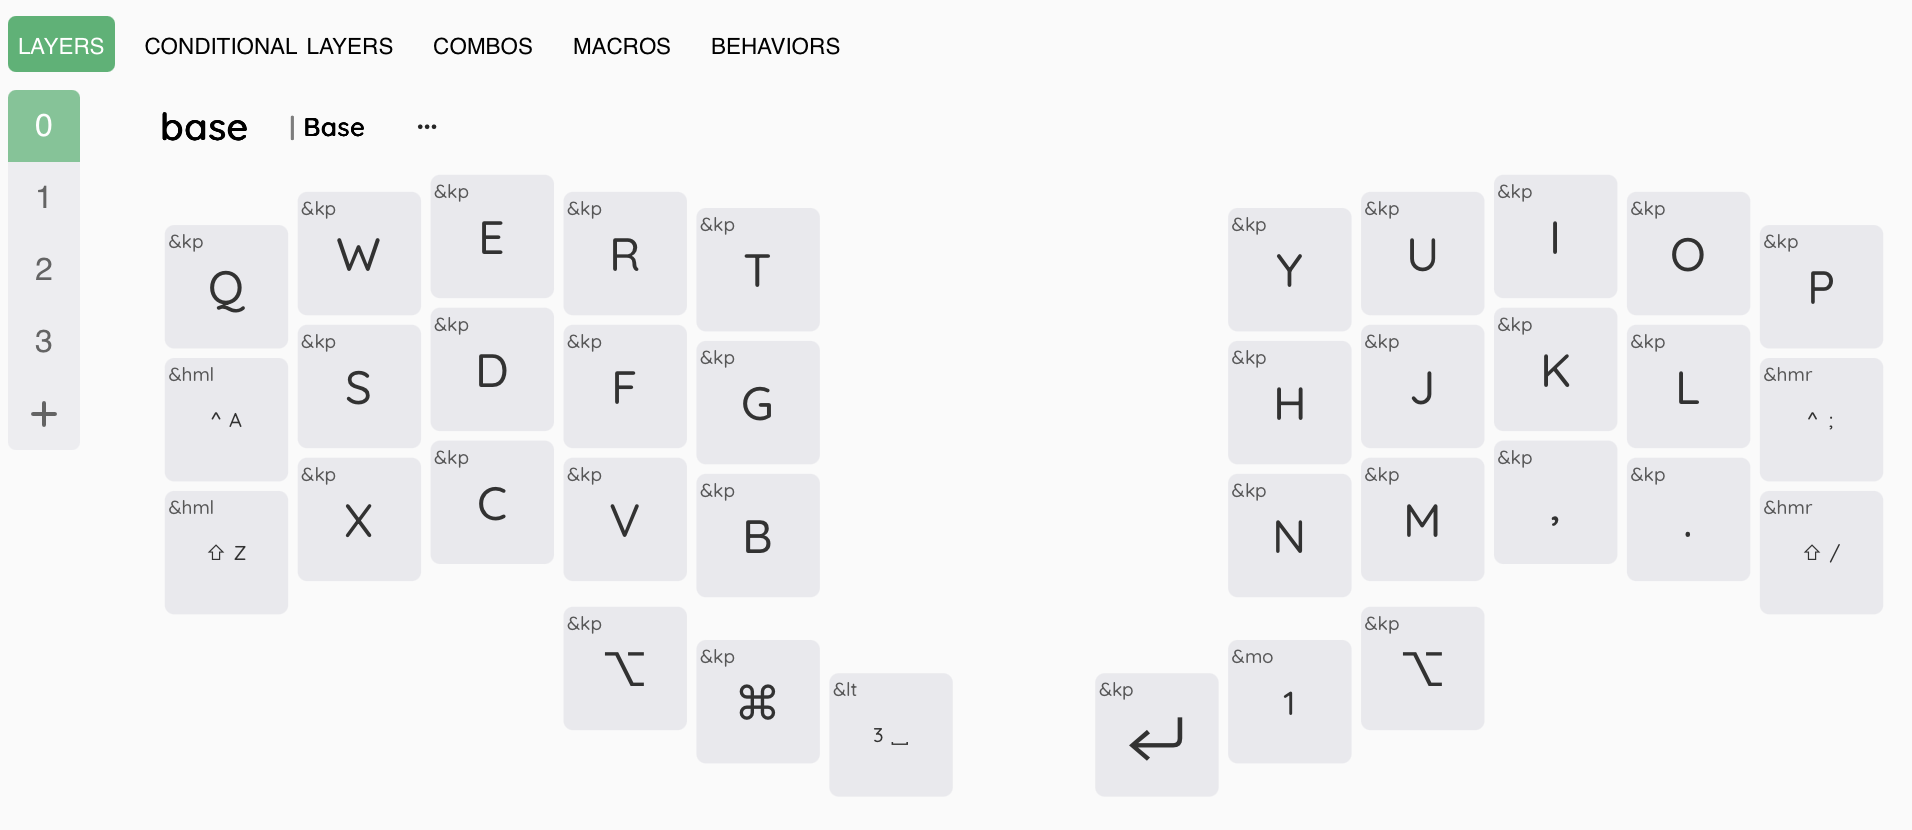 LAYERS CONDITIONAL LAYERS COMBOS MACROS BEHAVIORS
0
1
2
3
+
base | Base ...
&kp &kp &kp &kp &kp &kp &kp &kp &kp &kp
Q W E R T Y U I O P
&hml &kp &kp &kp &kp &kp &kp &kp &kp &hmr
^ A S D F G H J K L ^ ;
&hml &kp &kp &kp &kp &kp &kp &kp &kp &hmr
⇧ Z X C V B N M , . ⇧ /
&kp &kp &lt &kp &mo &kp
⌥ ⌘ 3 ⎵ ↵ 1 ⌥